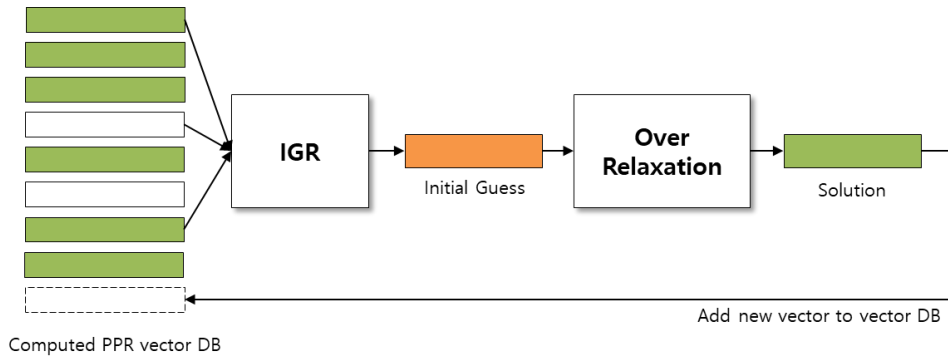 IGR
Initial Guess
Over
Relaxation
Solution
Add new vector to vector DB
Computed PPR vector DB